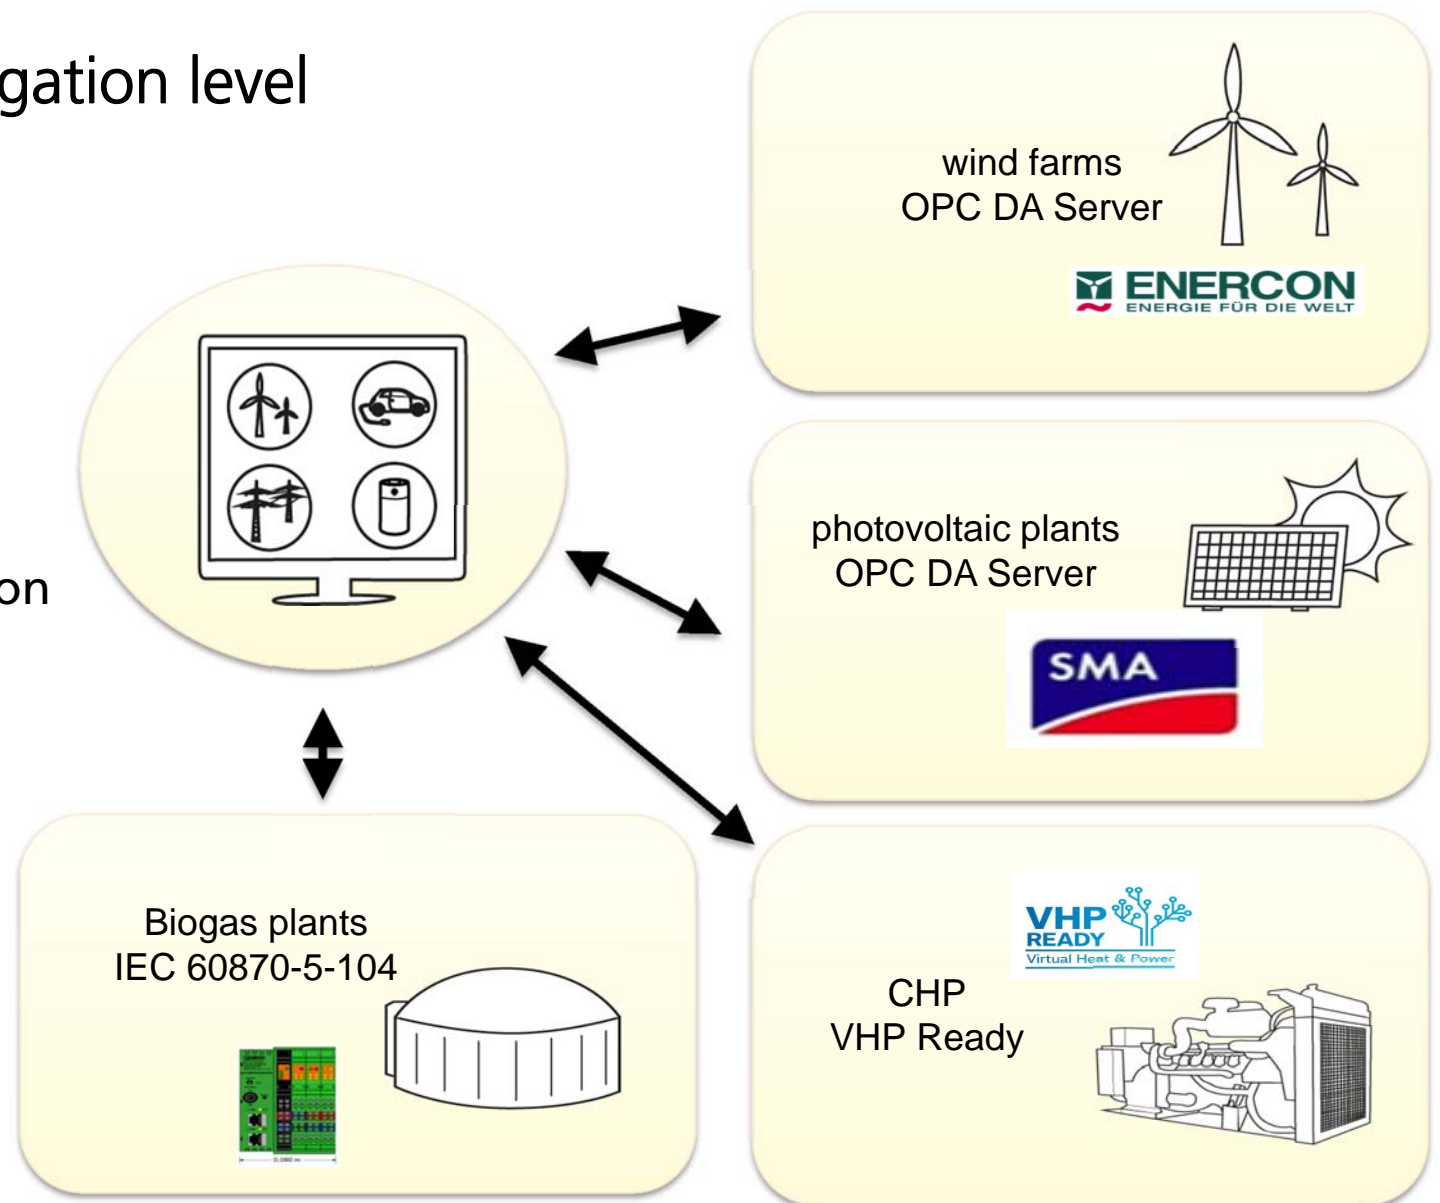 gation level
wind farms
OPC DA Server
ENERCON
ENERGIE FÜR DIE WELT
photovoltaic plants
OPC DA Server
SMA
on
Biogas plants
IEC 60870-5-104
VHP
READY
Virtual Heat & Power
CHP
VHP Ready